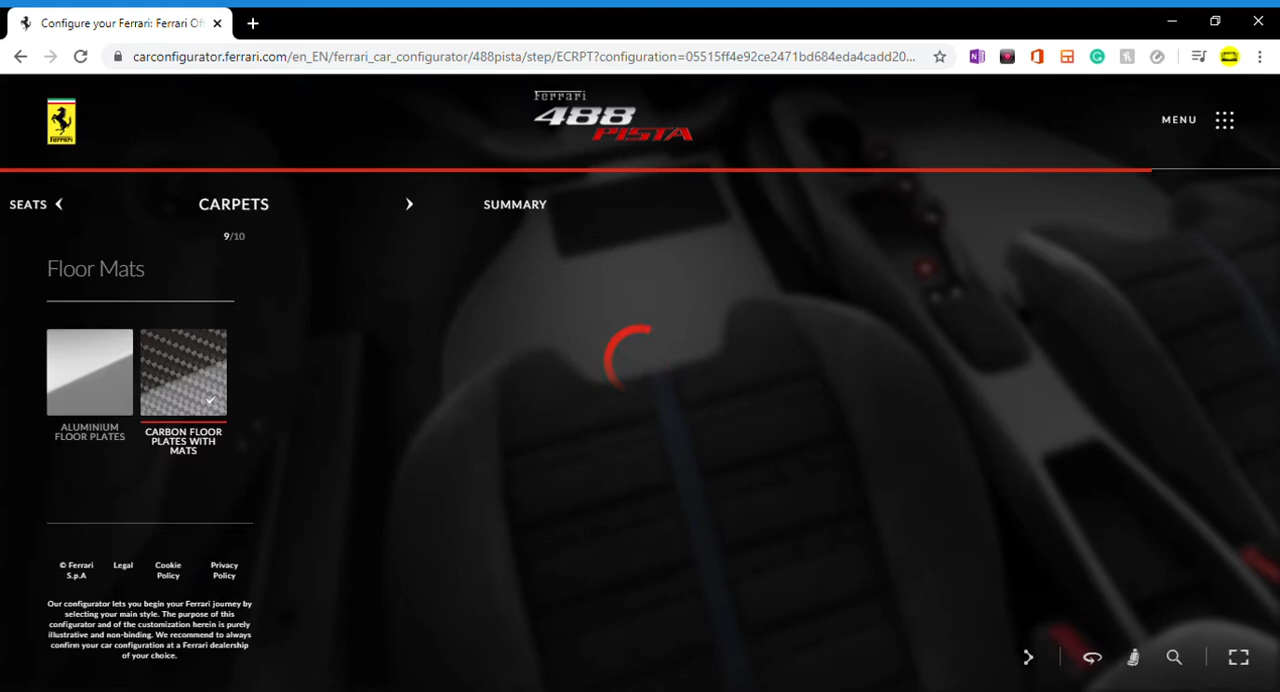 Configure your Ferrari: Ferrari Of
carconfigurator.ferrari.com/en_EN/ferrari_car_configurator/488pista/step/ECRPT?configuration=05515ff4e92ce2471bd684eda4cadd20...
Ferrari
488
PISTA
MENU
SEATS
CARPETS
SUMMARY
9/10
Floor Mats
ALUMINIUM
FLOOR PLATES
CARBON FLOOR
PLATES WITH
MATS
© Ferrari
S.p.A
Legal
Cookie
Policy
Privacy
Policy
Our configurator lets you begin your Ferrari journey by
selecting your main style. The purpose of this
configurator and of the customization herein is purely
illustrative and non-binding. We recommend to always
confirm your car configuration at a Ferrari dealership
of your choice.